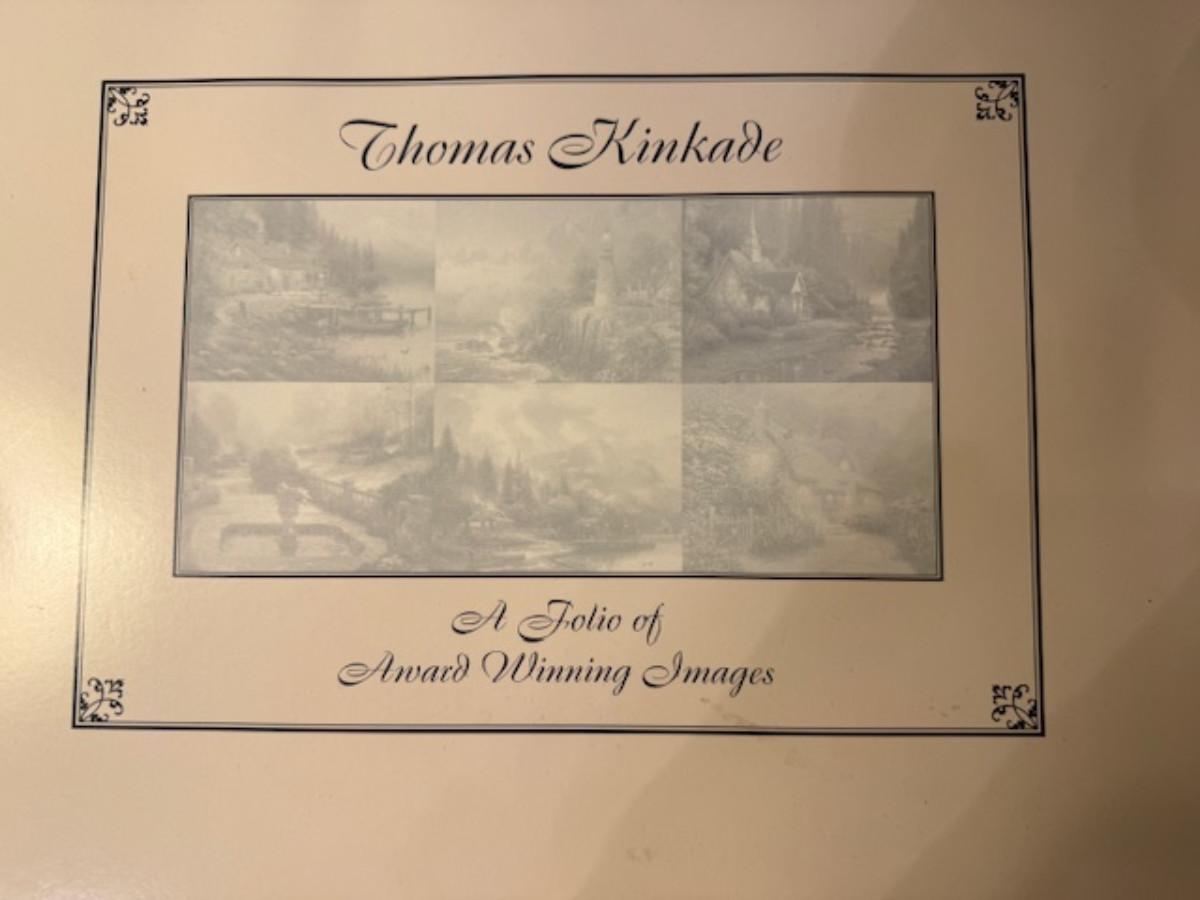 Thomas Kinkade
A Folio of
Award Winning Images